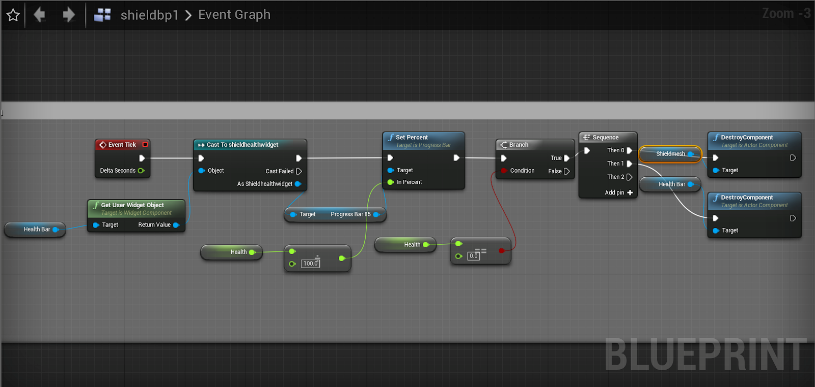 shieldbp1 > Event Graph
Zoom -3
Event Tick
Delta Seconds
Cast To shieldhealthwidget
Object
Cast Failed
As Shieldhealthwidget
Set Percent
Target is Progress Bar
Target
In Percent
Branch
Condition
True
False
Sequence
Then 0
Then 1
Then 2
Add pin +
Shieldmesh
Health Bar
DestroyComponent
Target is Actor Component
Target
DestroyComponent
Target is Actor Component
Target
Health Bar
Get User Widget Object
Target is Widget Component
Target
Return Value
Target
Progress Bar 85
Health
÷
100.0
Health
==
0.0
BLUEPRINT